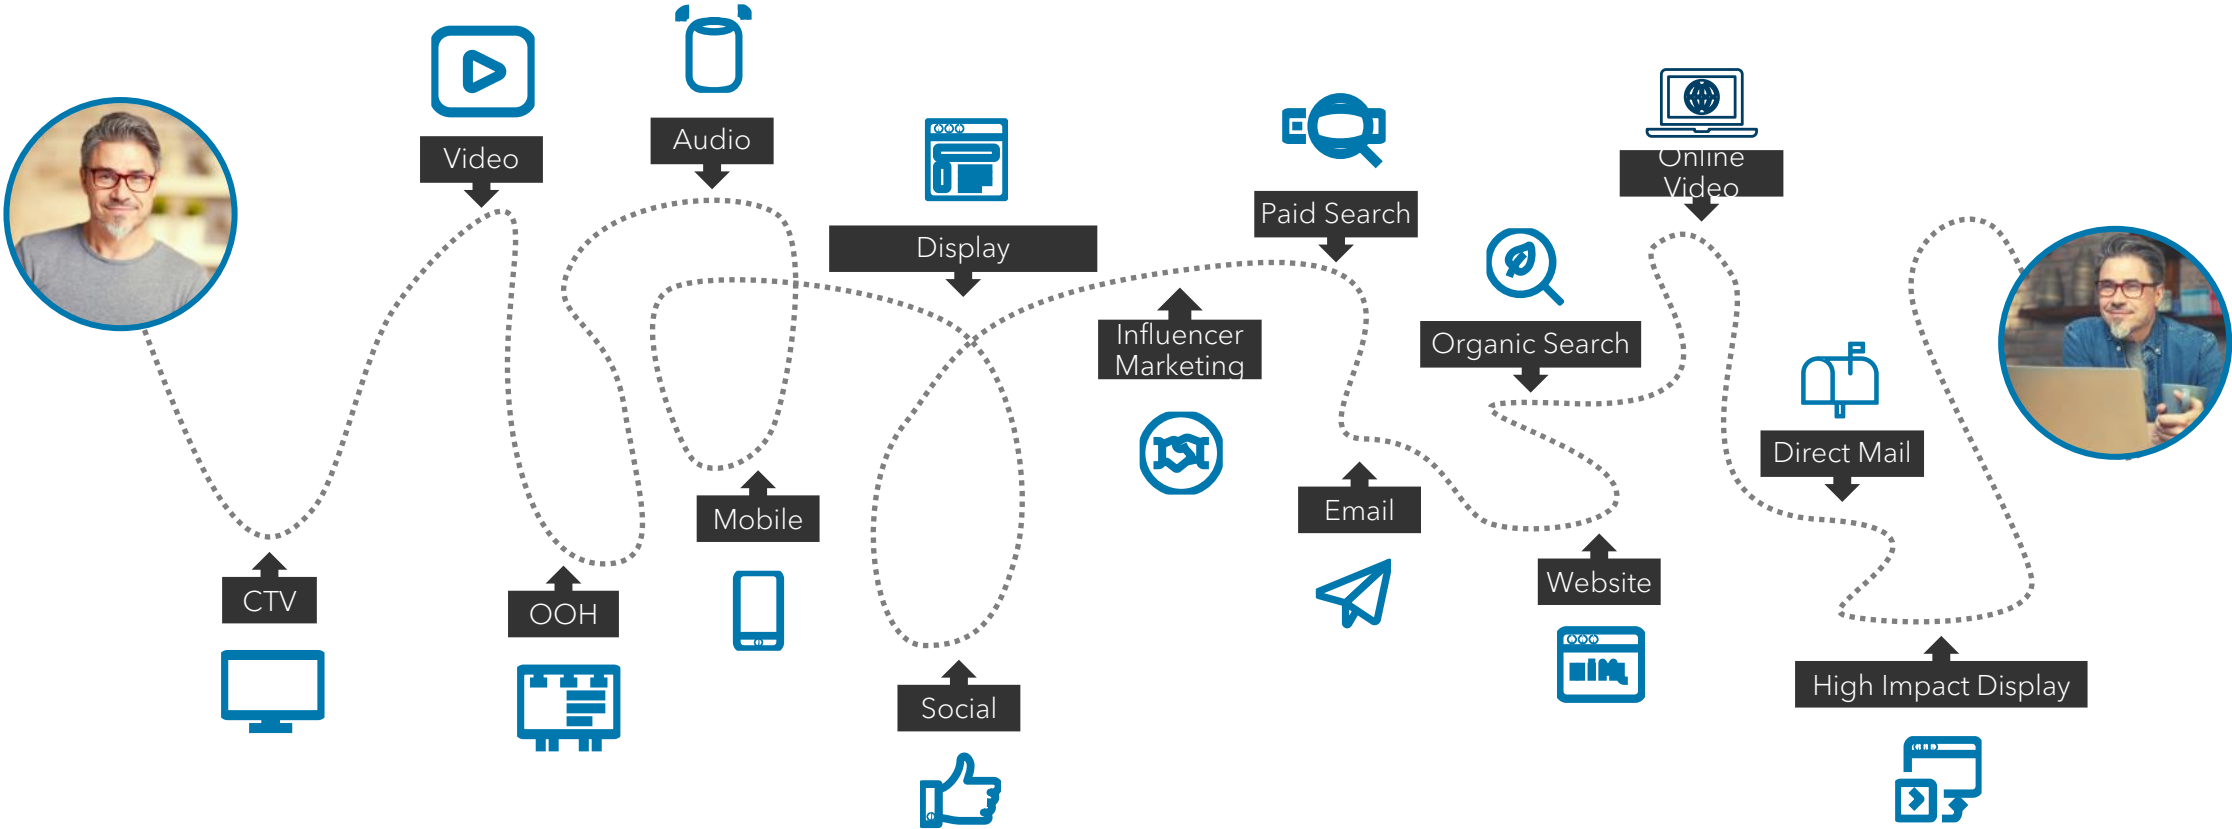 Video
Audio
Display
Paid Search
Online
Video
Influencer
Marketing
Organic Search
Direct Mail
Mobile
Email
CTV
OOH
Website
Social
High Impact Display